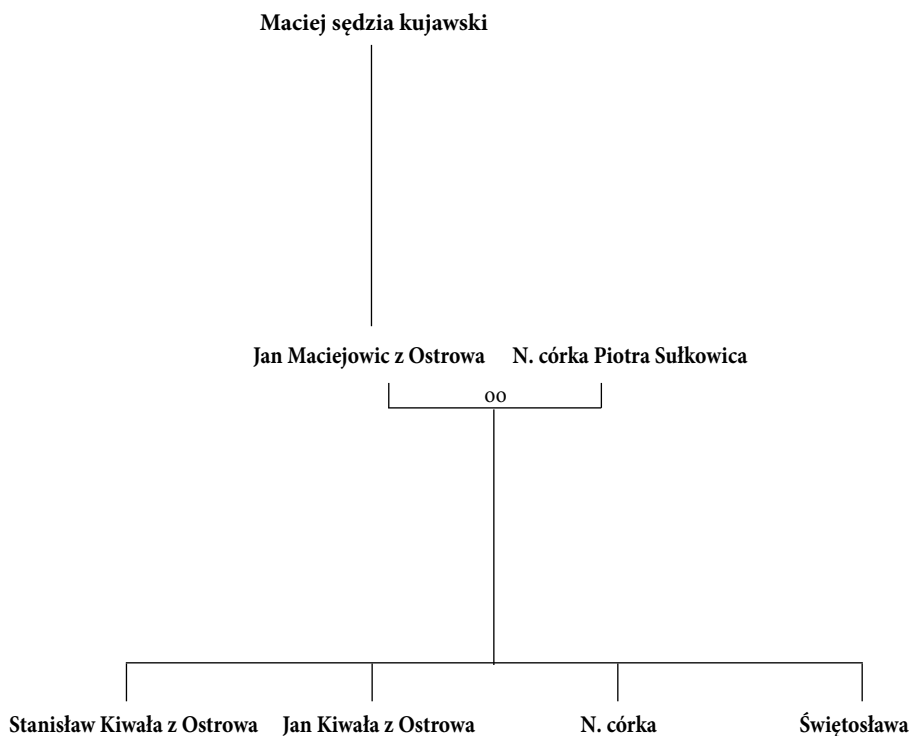 Maciej sędzia kujawski
Jan Maciejowic z Ostrowa N. córka Piotra Sułkowica
oo
Stanisław Kiwała z Ostrowa Jan Kiwała z Ostrowa N. córka Świętosława